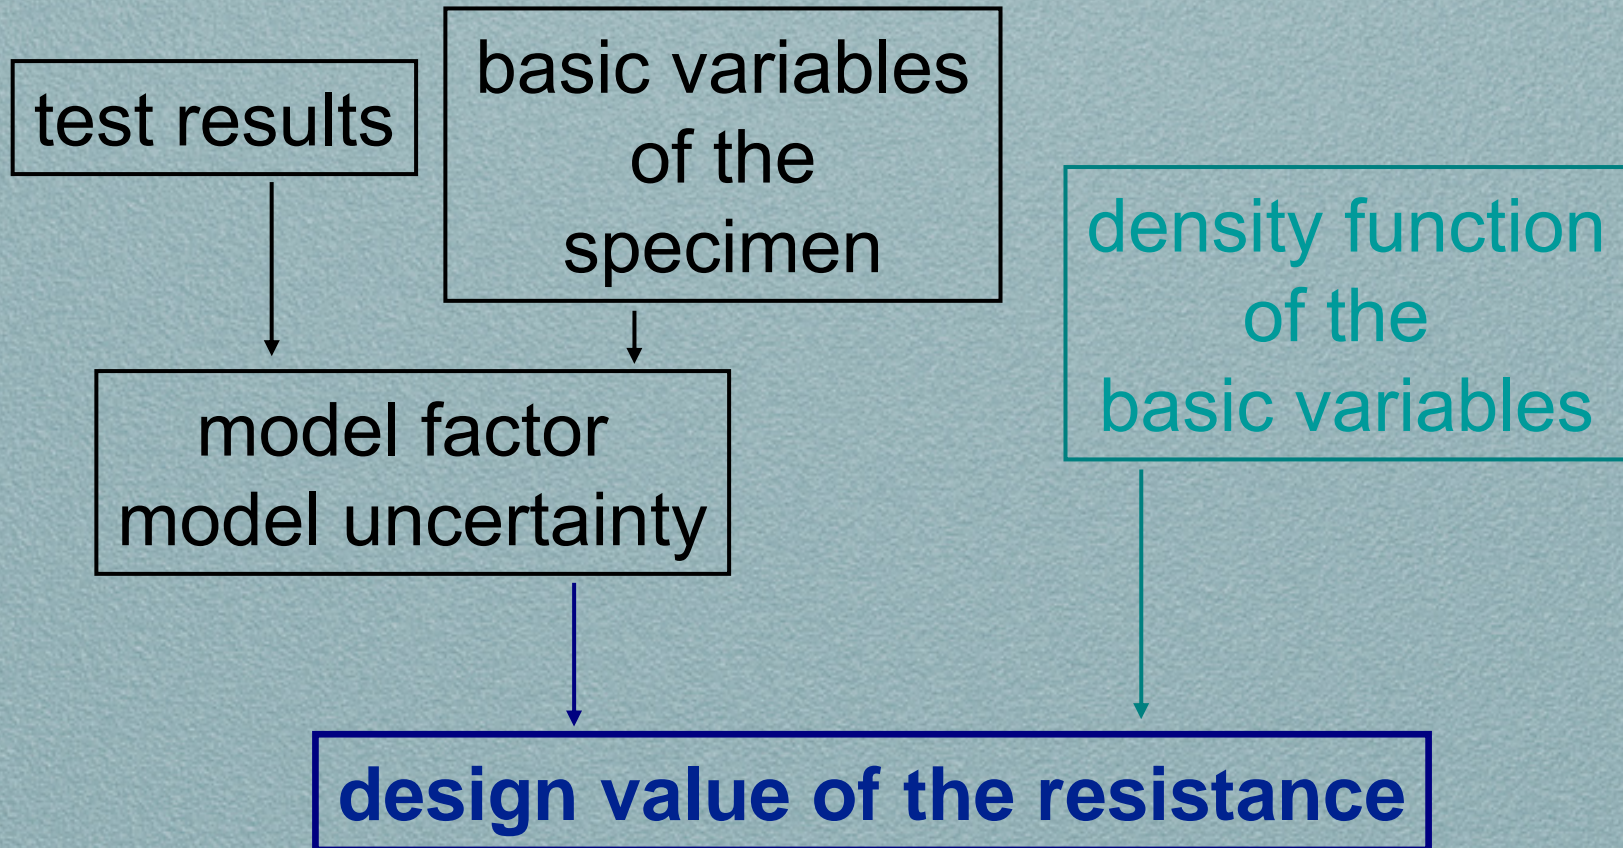 test results
basic variables
of the
specimen
density function
of the
basic variables
model factor
model uncertainty
design value of the resistance